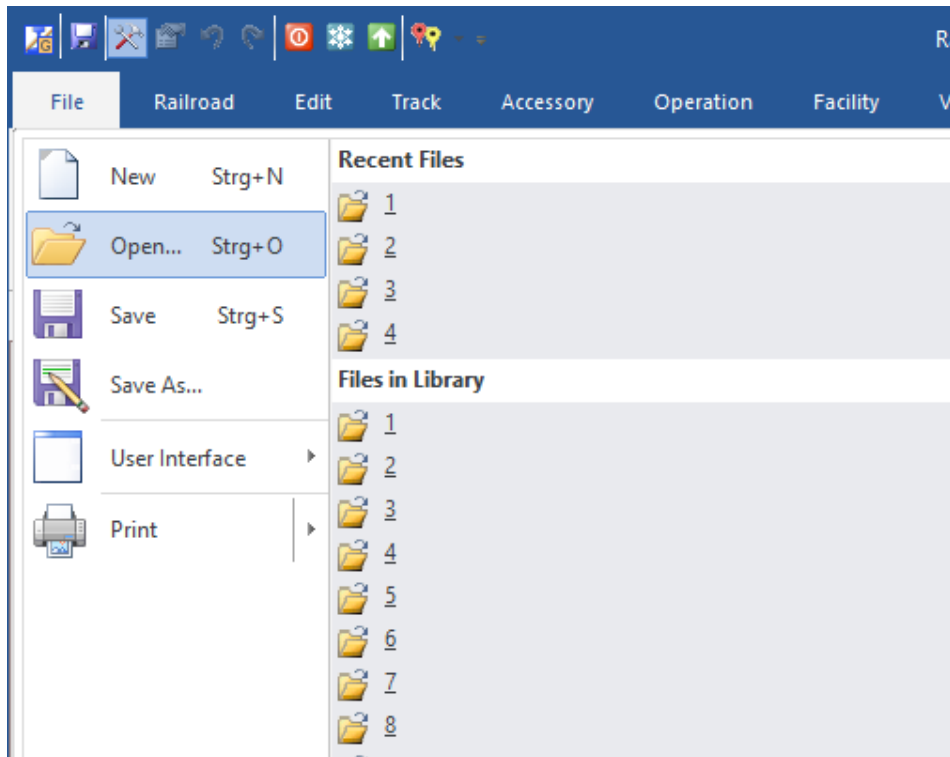 R
File Railroad Edit Track Accessory Operation Facility V
New Strg+N
Open... Strg+O
Save Strg+S
Save As...
User Interface
Print
Recent Files
1
2
3
4
Files in Library
1
2
3
4
5
6
7
8